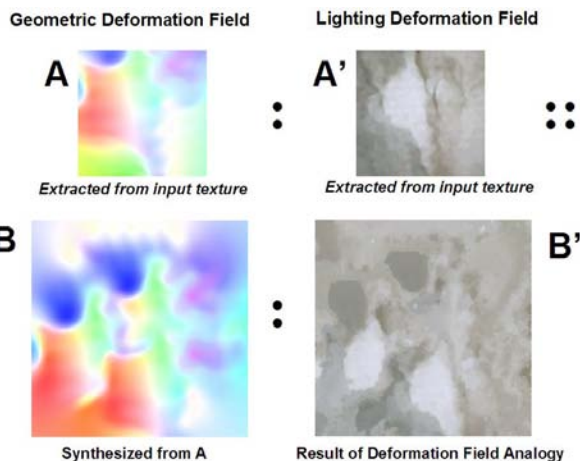 Geometric Deformation Field
Lighting Deformation Field
A
:
A'
::
Extracted from input texture
Extracted from input texture
B
:
B'
Synthesized from A
Result of Deformation Field Analogy